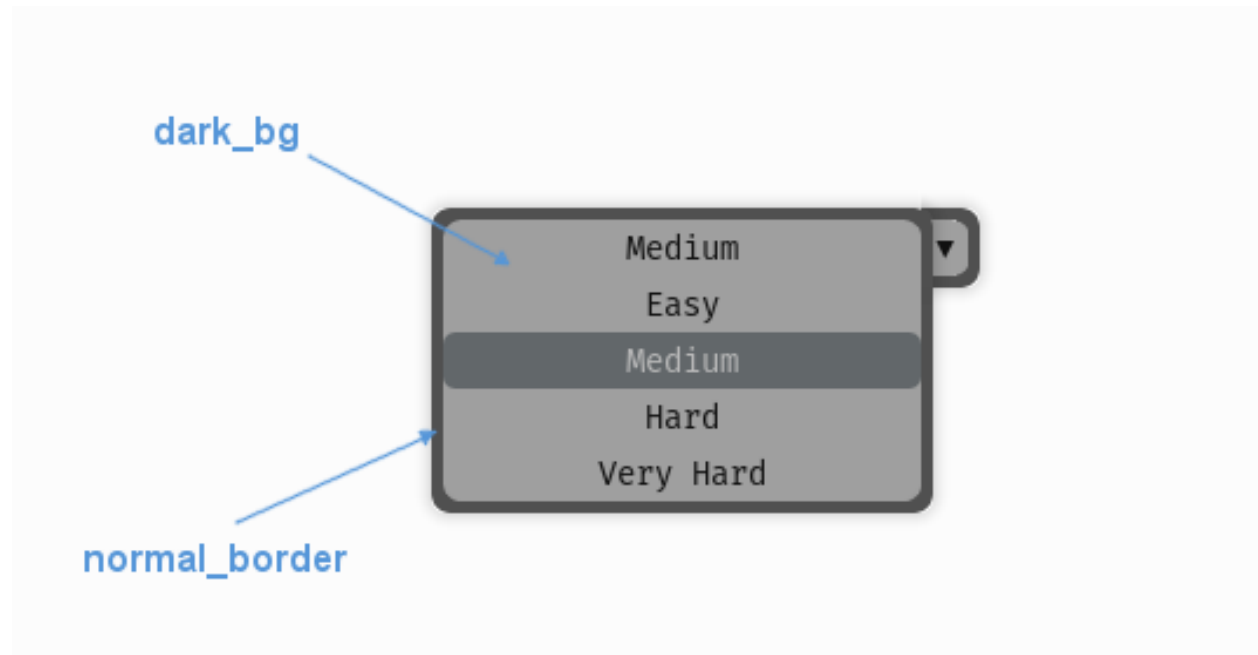 dark_bg
Medium ▼
Easy
Medium
Hard
Very Hard
normal_border